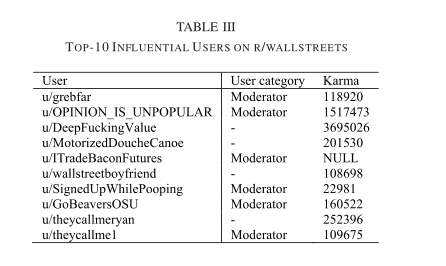 TABLE III
TOP-10 INFLUENTIAL USERS ON R/WALLSTREETS
User User category Karma
u/grebfar Moderator 118920
u/OPINION_IS_UNPOPULAR Moderator 1517473
u/DeepFuckingValue - 3695026
u/MotorizedDoucheCanoe - 201530
u/ITradeBaconFutures Moderator NULL
u/wallstreetboyfriend - 108698
u/SignedUpWhilePooping Moderator 22981
u/GoBeaversOSU Moderator 160522
u/theycallmeryan - 252396
u/theycallme1 Moderator 109675